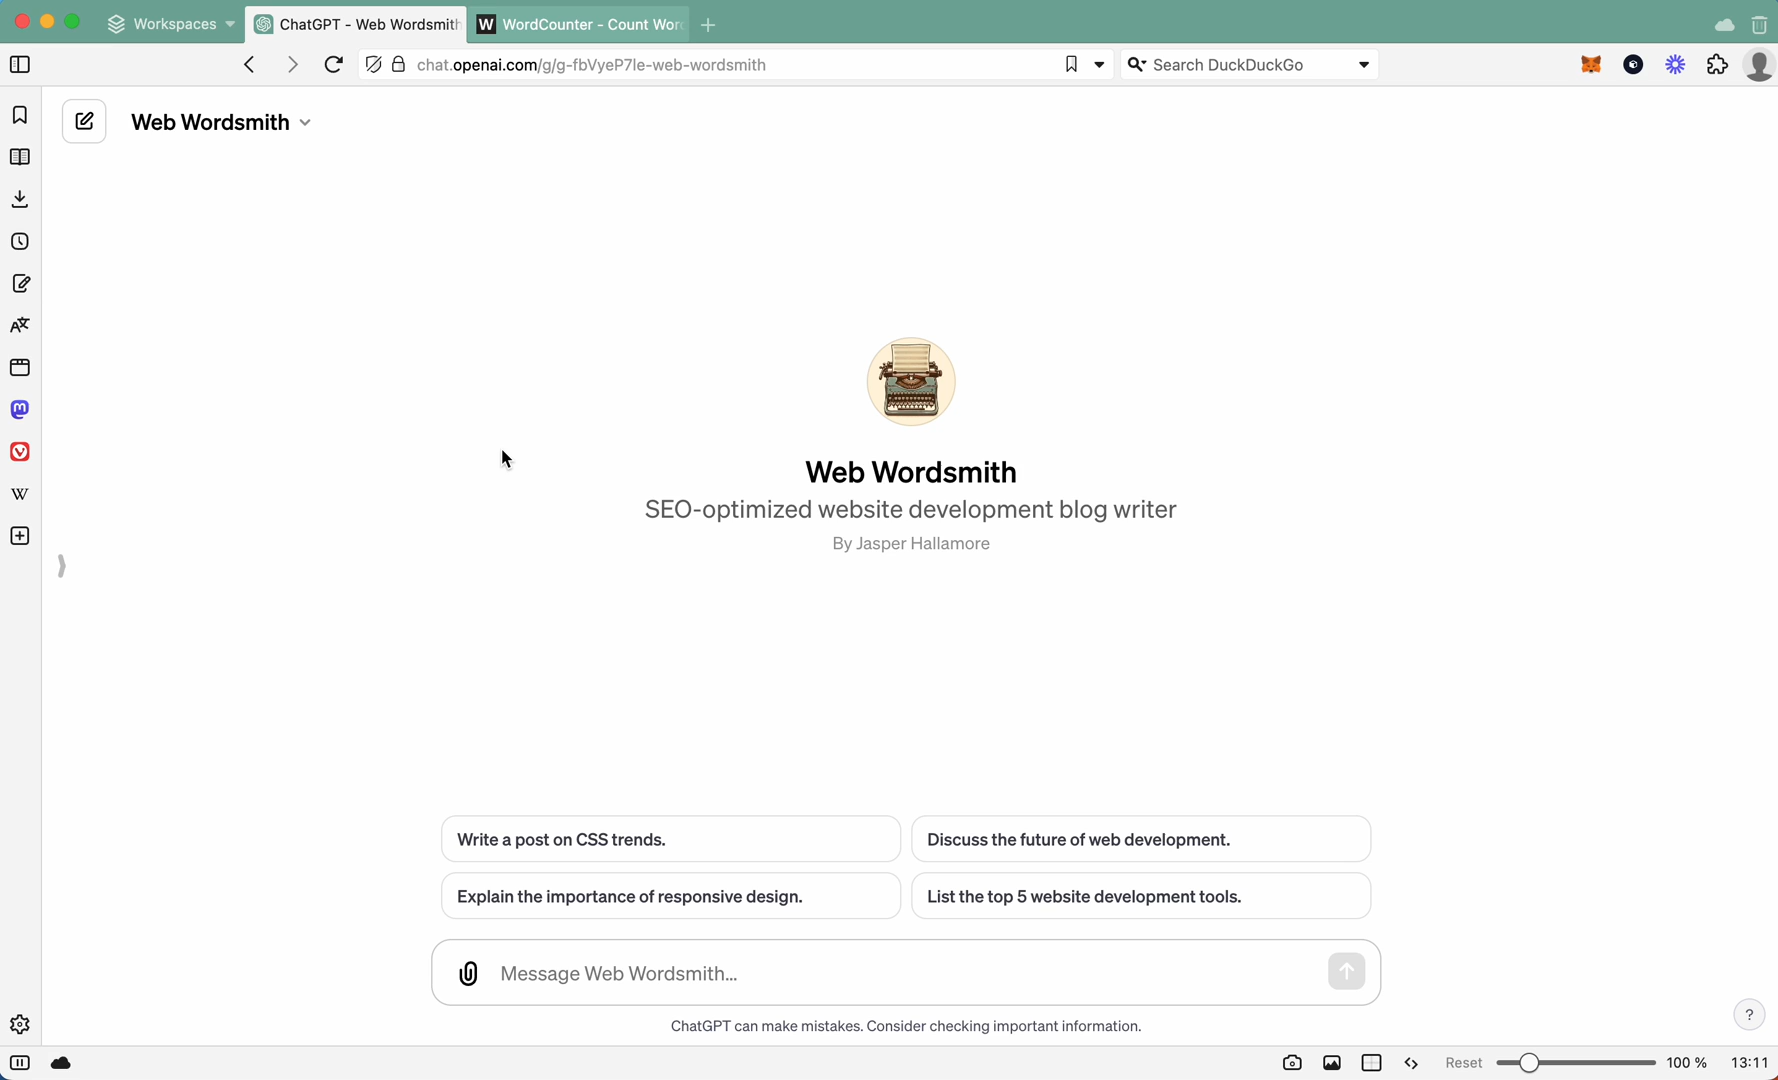 Workspaces
ChatGPT - Web Wordsmith
W WordCounter - Count Wor
chat.openai.com/g/g-fbVyeP7le-web-wordsmith
Search DuckDuckGo
Web Wordsmith
Web Wordsmith
SEO-optimized website development blog writer
By Jasper Hallamore
Write a post on CSS trends.
Discuss the future of web development.
Explain the importance of responsive design.
List the top 5 website development tools.
Message Web Wordsmith...
ChatGPT can make mistakes. Consider checking important information.
?
Reset
100 %
13:11